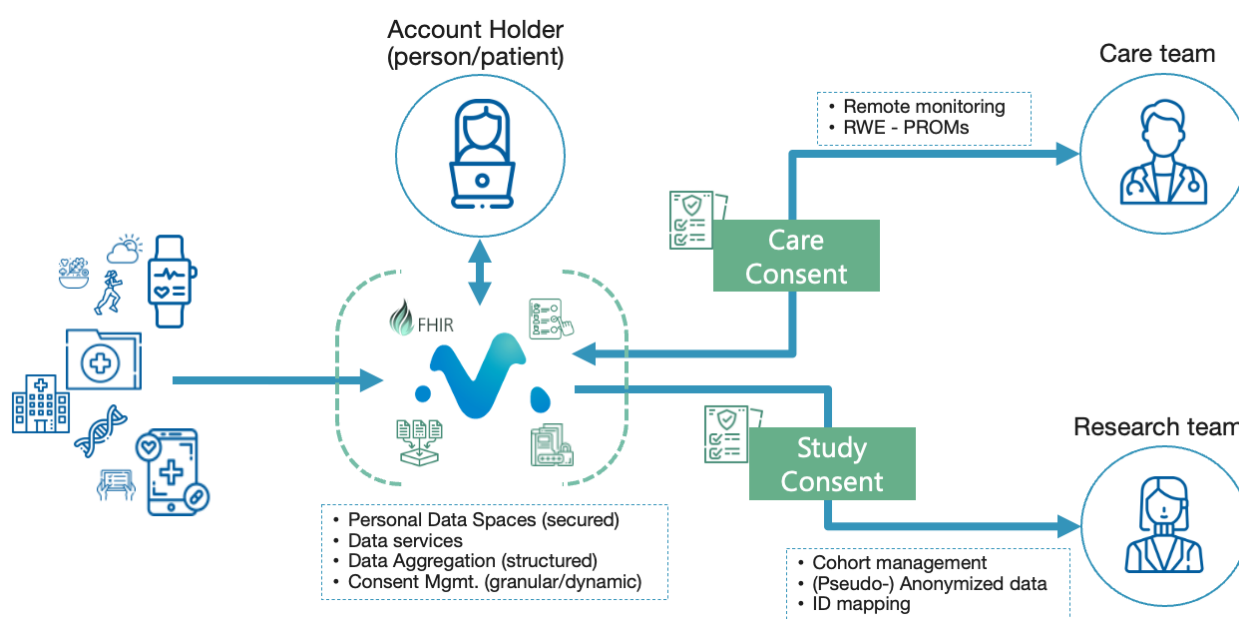 Account Holder
(person/patient)
Care team
• Remote monitoring
• RWE - PROMs
Care
Consent
FHIR
Research team
Study
Consent
• Personal Data Spaces (secured)
• Data services
• Data Aggregation (structured)
• Consent Mgmt. (granular/dynamic)
• Cohort management
• (Pseudo-) Anonymized data
• ID mapping